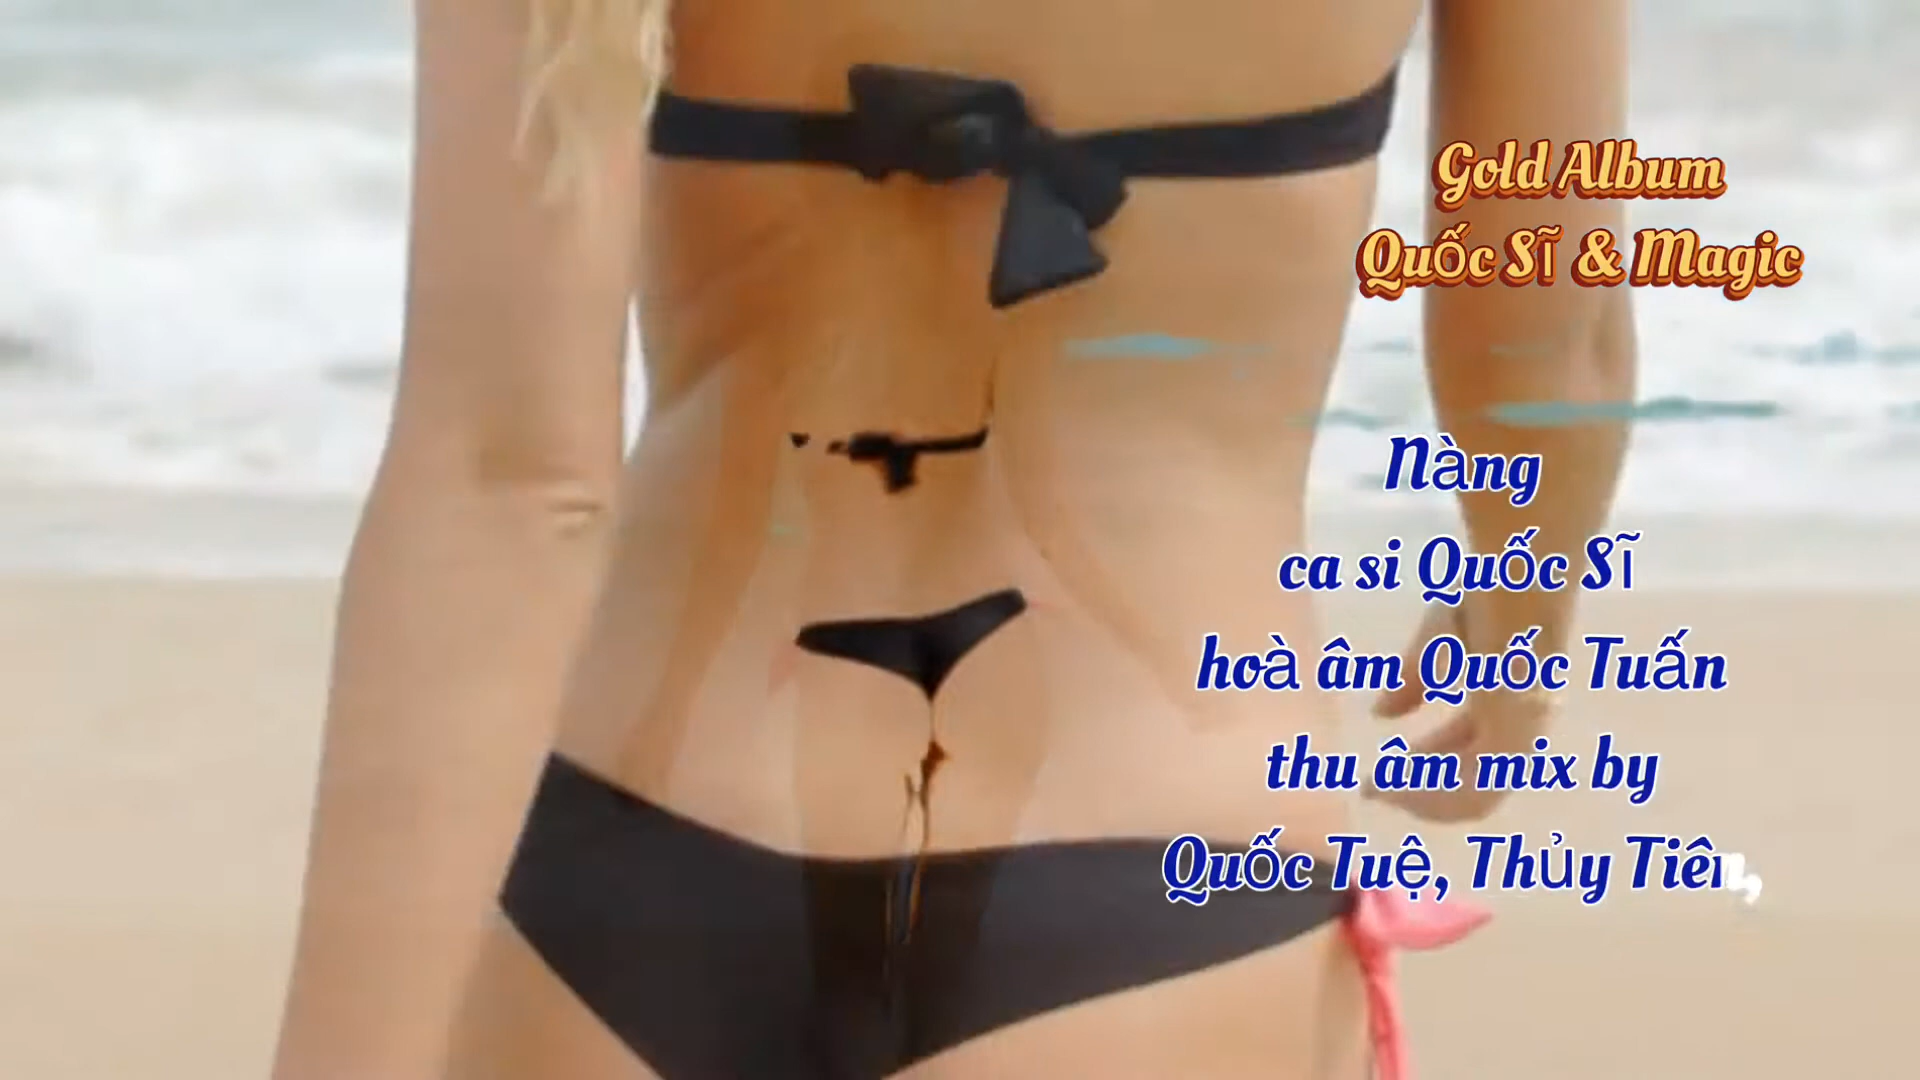 Gold Album
Quốc Sĩ & Magic
Nàng
ca si Quốc Sĩ
hoà âm Quốc Tuấn
thu âm mix by
Quốc Tuệ, Thủy Tiên,